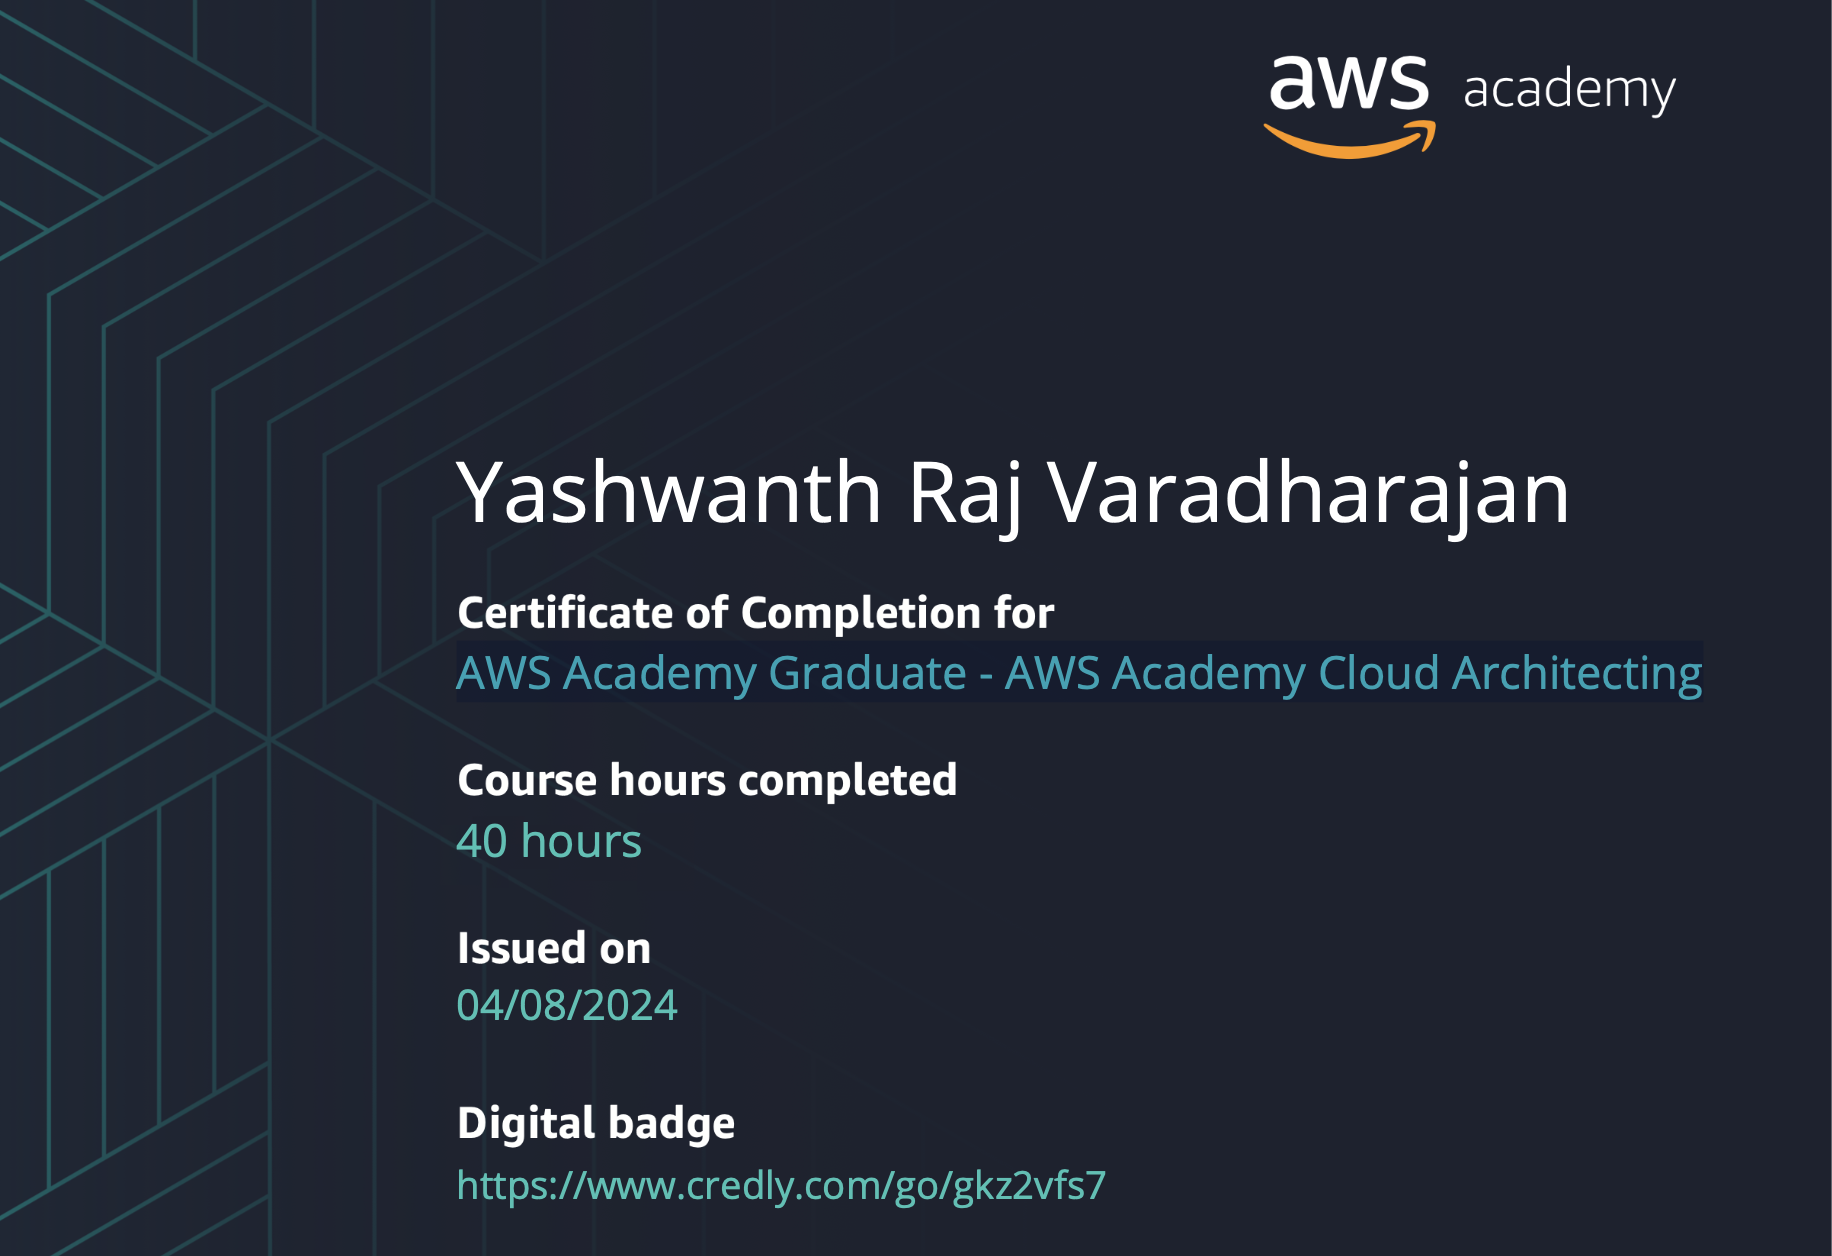 aws academy
Yashwanth Raj Varadharajan
Certificate of Completion for
AWS Academy Graduate - AWS Academy Cloud Architecting
Course hours completed
40 hours
Issued on
04/08/2024
Digital badge
https://www.credly.com/go/gkz2vfs7